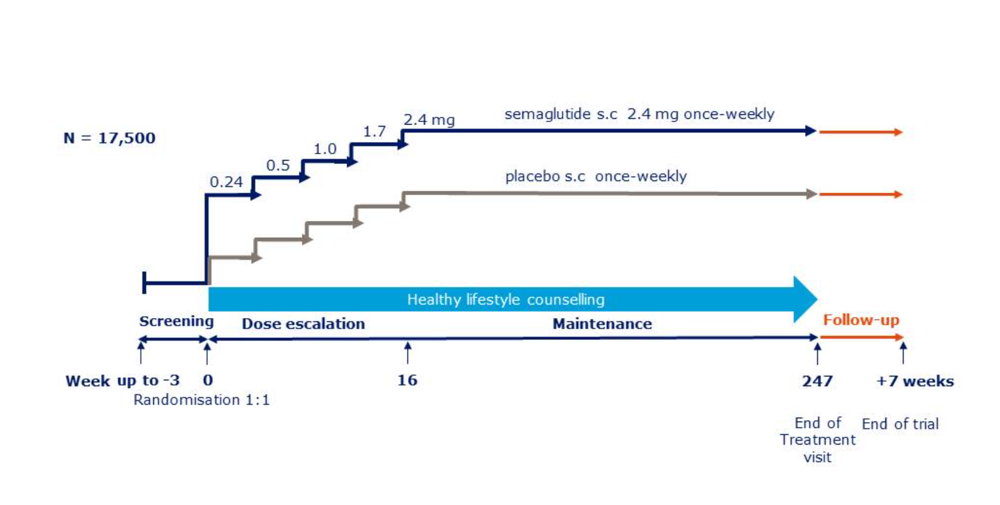 semaglutide s.c 2.4 mg once-weekly
2.4 mg
1.7
N = 17,500
1.0
0.5
0.24
placebo s.c once-weekly
Healthy lifestyle counselling
Screening
Dose escalation
Maintenance
Follow-up
Week up to -3
0
16
247
+7 weeks
Randomisation 1:1
End of
Treatment
visit
End of trial